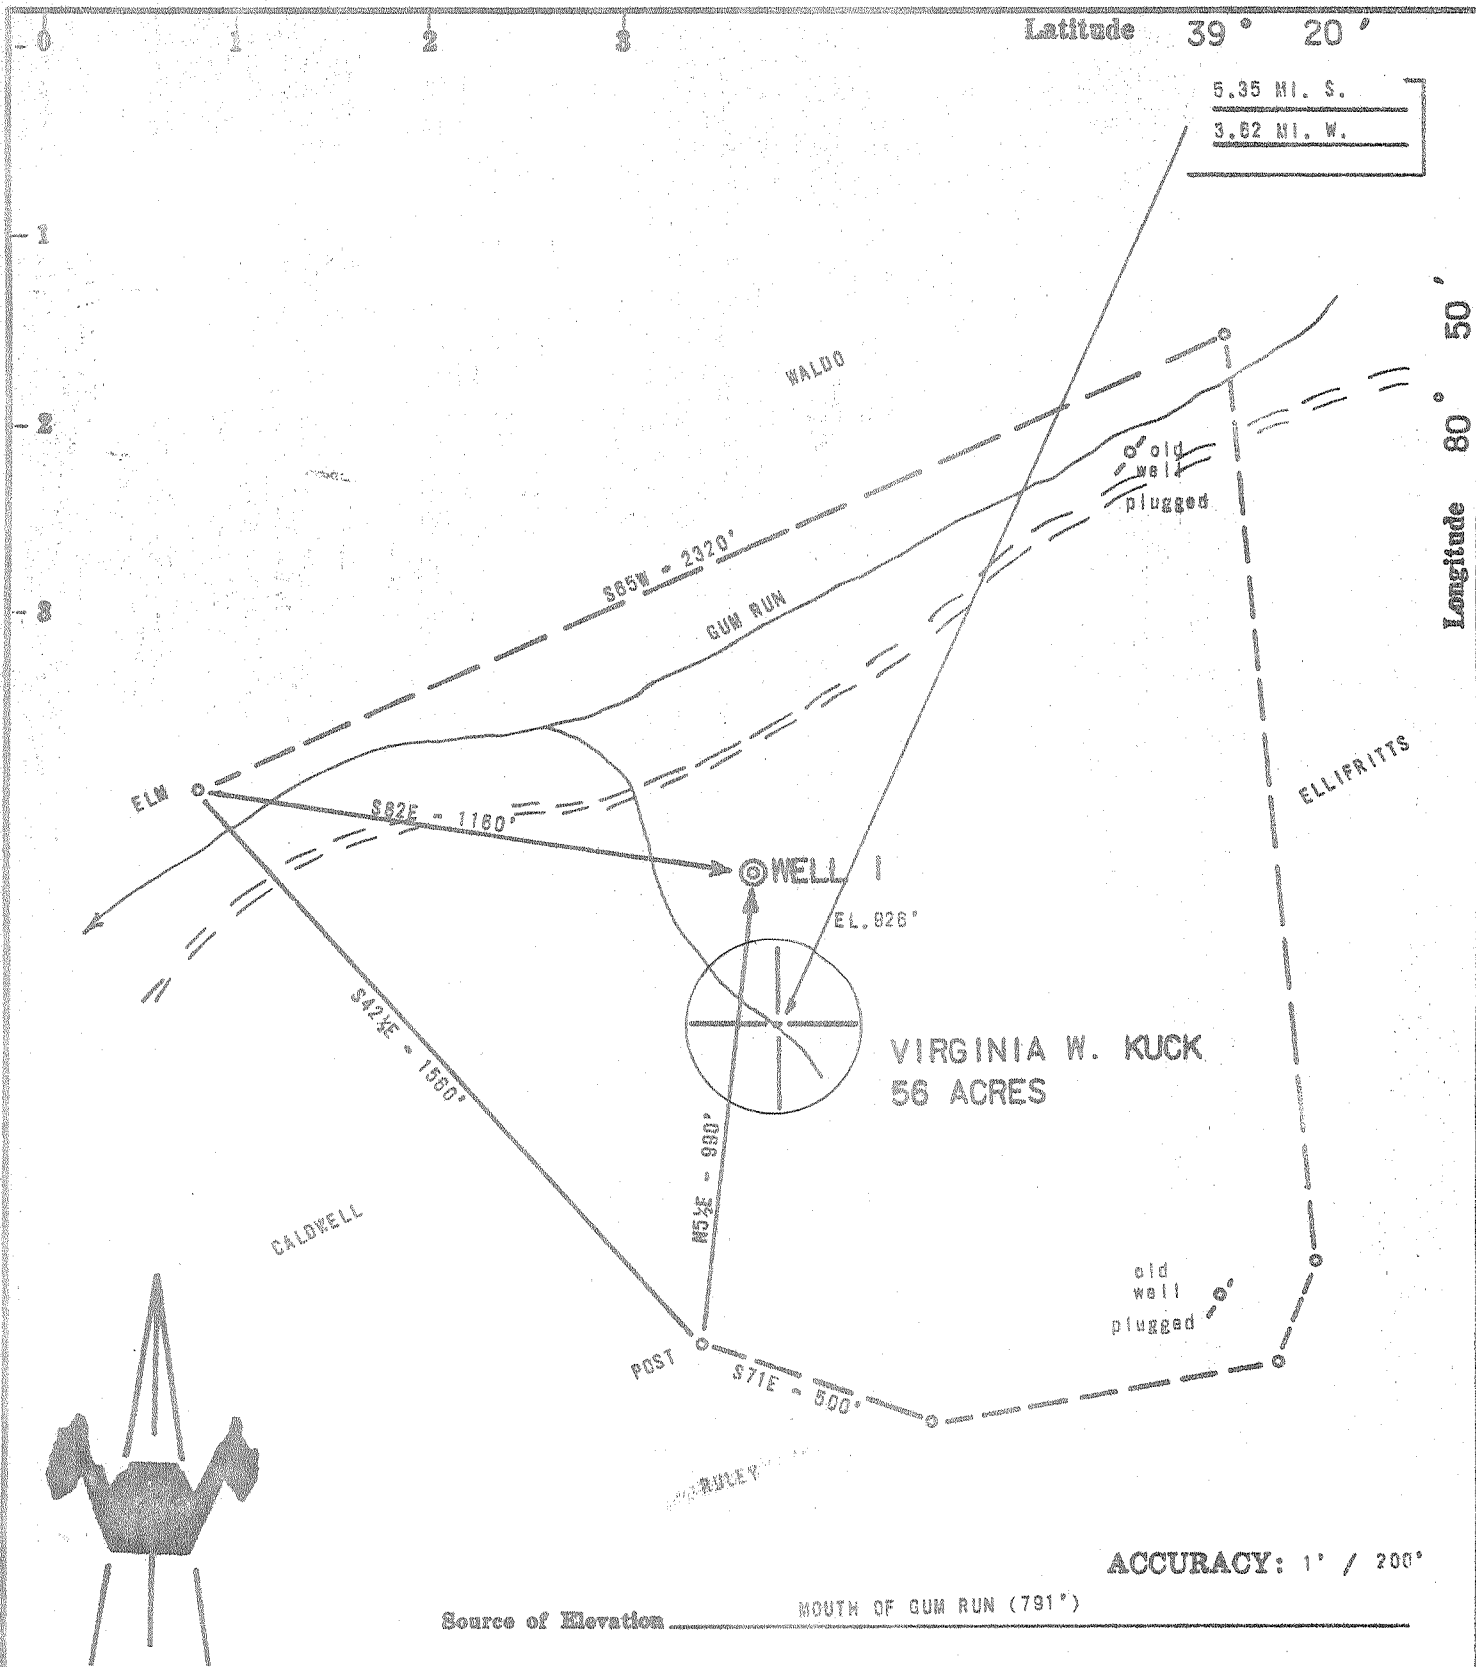 0 1 2 3
Latitude 39° 20'
5.35 MI. S.
3.62 MI. W.
1
2
3
Longitude 80° 50'
WALDO
old
well
plugged
S65W - 2320'
GUM RUN
ELM
S82E - 1160'
ELLIFRITTS
WELL 1
EL. 926'
S42½E - 1560'
VIRGINIA W. KUCK
56 ACRES
N5½E - 990'
CALDWELL
old
well
plugged
POST
S71E - 500'
RULEY
ACCURACY: 1' / 200'
Source of Elevation MOUTH OF GUM RUN (791')